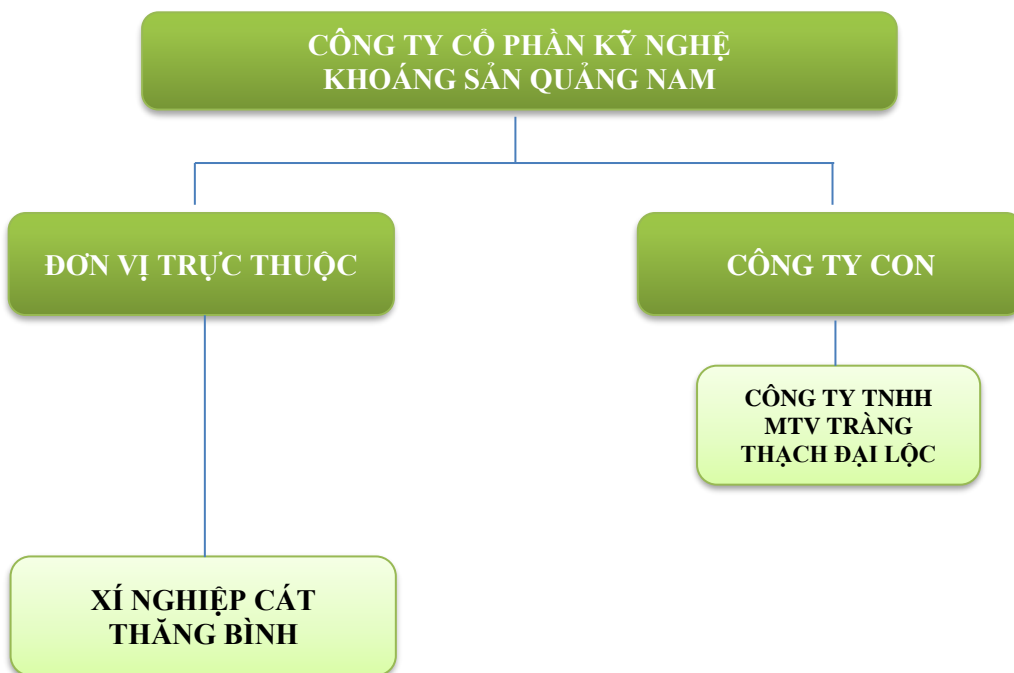 CÔNG TY CỔ PHẦN KỸ NGHỆ
KHOÁNG SẢN QUẢNG NAM
ĐƠN VỊ TRỰC THUỘC
CÔNG TY CON
CÔNG TY TNHH
MTV TRÀNG
THẠCH ĐẠI LỘC
XÍ NGHIỆP CÁT
THĂNG BÌNH